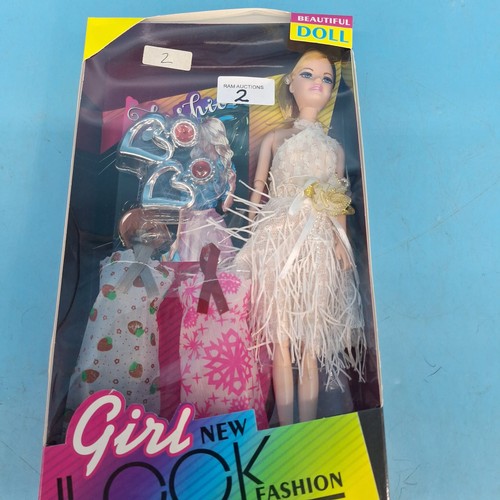 BEAUTIFUL
DOLL
2
RAM AUCTIONS
2
Girl NEW
LOOK FASHION